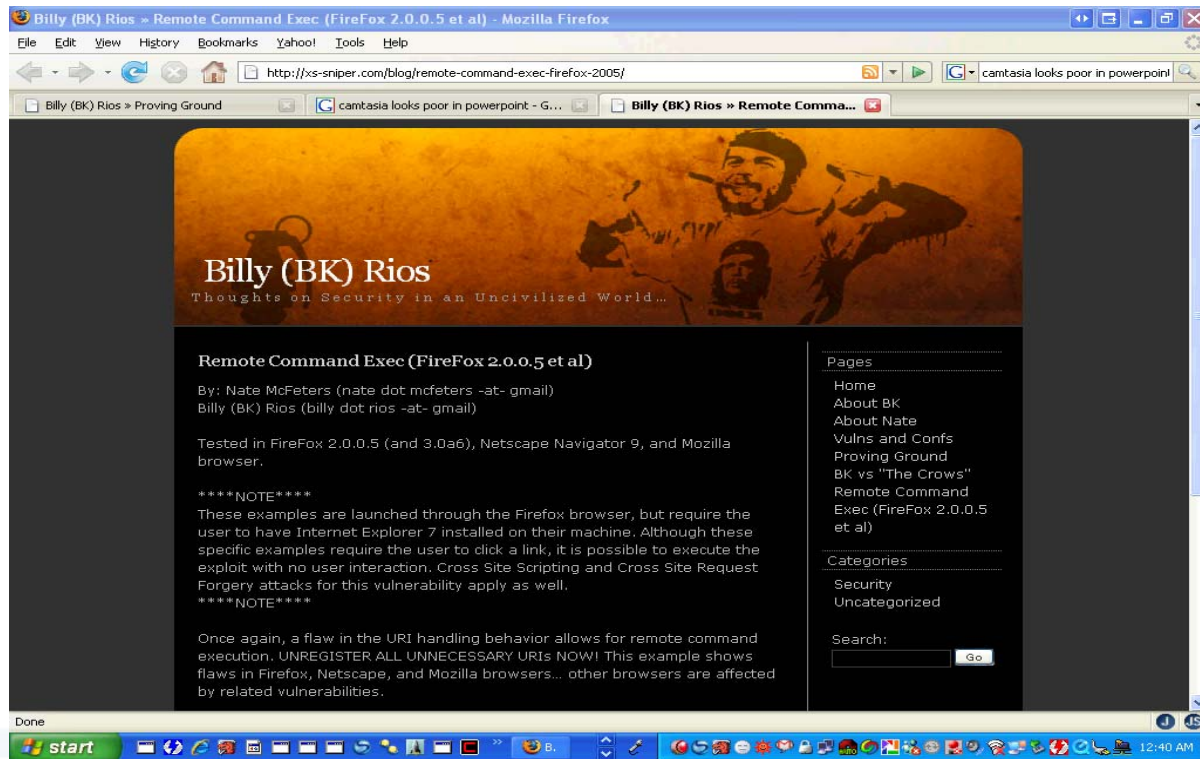 Billy (BK) Rios » Remote Command Exec (FireFox 2.0.0.5 et al) - Mozilla Firefox
File Edit View History Bookmarks Yahoo! Tools Help
http://xs-sniper.com/blog/remote-command-exec-firefox-2005/
camtasia looks poor in powerpoint
Billy (BK) Rios » Proving Ground
camtasia looks poor in powerpoint - G...
Billy (BK) Rios » Remote Comma...
Billy (BK) Rios
Thoughts on Security in an Uncivilized World...
Remote Command Exec (FireFox 2.0.0.5 et al)
By: Nate McFeters (nate dot mcfeters -at- gmail)
Billy (BK) Rios (billy dot rios -at- gmail)
Tested in FireFox 2.0.0.5 (and 3.0a6), Netscape Navigator 9, and Mozilla
browser.
****NOTE****
These examples are launched through the Firefox browser, but require the
user to have Internet Explorer 7 installed on their machine. Although these
specific examples require the user to click a link, it is possible to execute the
exploit with no user interaction. Cross Site Scripting and Cross Site Request
Forgery attacks for this vulnerability apply as well.
****NOTE****
Once again, a flaw in the URI handling behavior allows for remote command
execution. UNREGISTER ALL UNNECESSARY URIs NOW! This example shows
flaws in Firefox, Netscape, and Mozilla browsers... other browsers are affected
by related vulnerabilities.
Pages
Home
About BK
About Nate
Vulns and Confs
Proving Ground
BK vs "The Crows"
Remote Command
Exec (FireFox 2.0.0.5
et al)
Categories
Security
Uncategorized
Search:
Go
Done
start
B.
12:40 AM